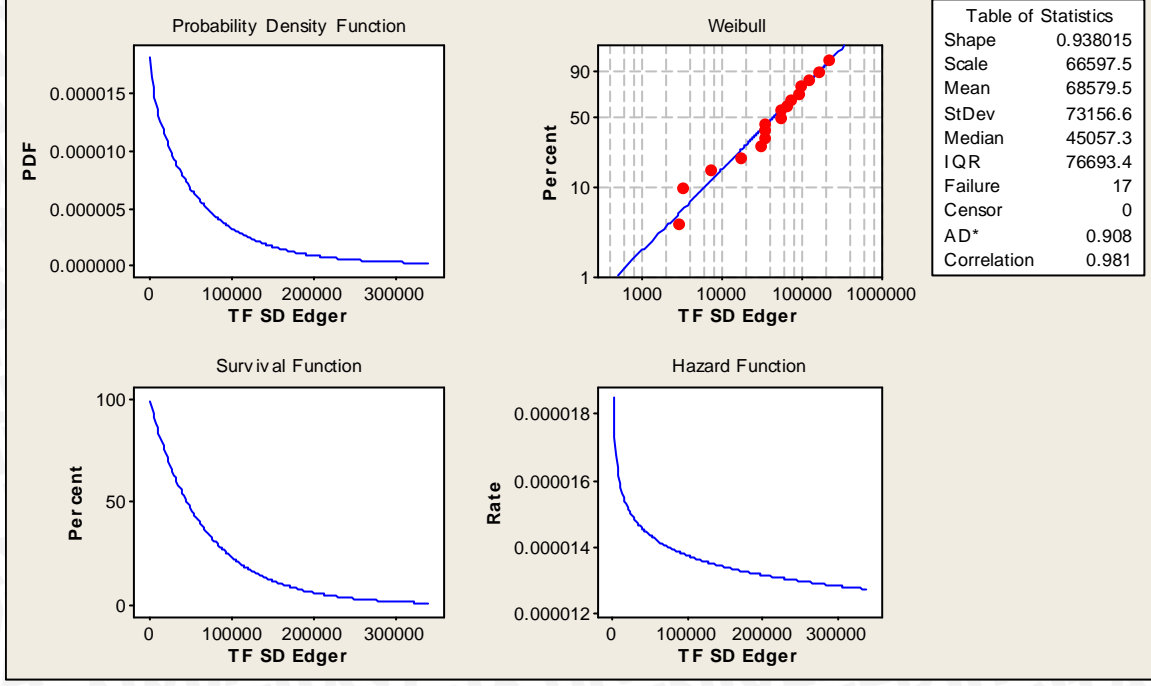 Probability Density Function
PDF
0.000015
0.000010
0.000005
0.000000
0 100000 200000 300000
TF SD Edger
Weibull
Percent
90
50
10
1
1000 10000 100000 1000000
TF SD Edger
Table of Statistics
Shape 0.938015
Scale 66597.5
Mean 68579.5
StDev 73156.6
Median 45057.3
IQR 76693.4
Failure 17
Censor 0
AD* 0.908
Correlation 0.981
Survival Function
Percent
100
50
0
0 100000 200000 300000
TF SD Edger
Hazard Function
Rate
0.000018
0.000016
0.000014
0.000012
0 100000 200000 300000
TF SD Edger